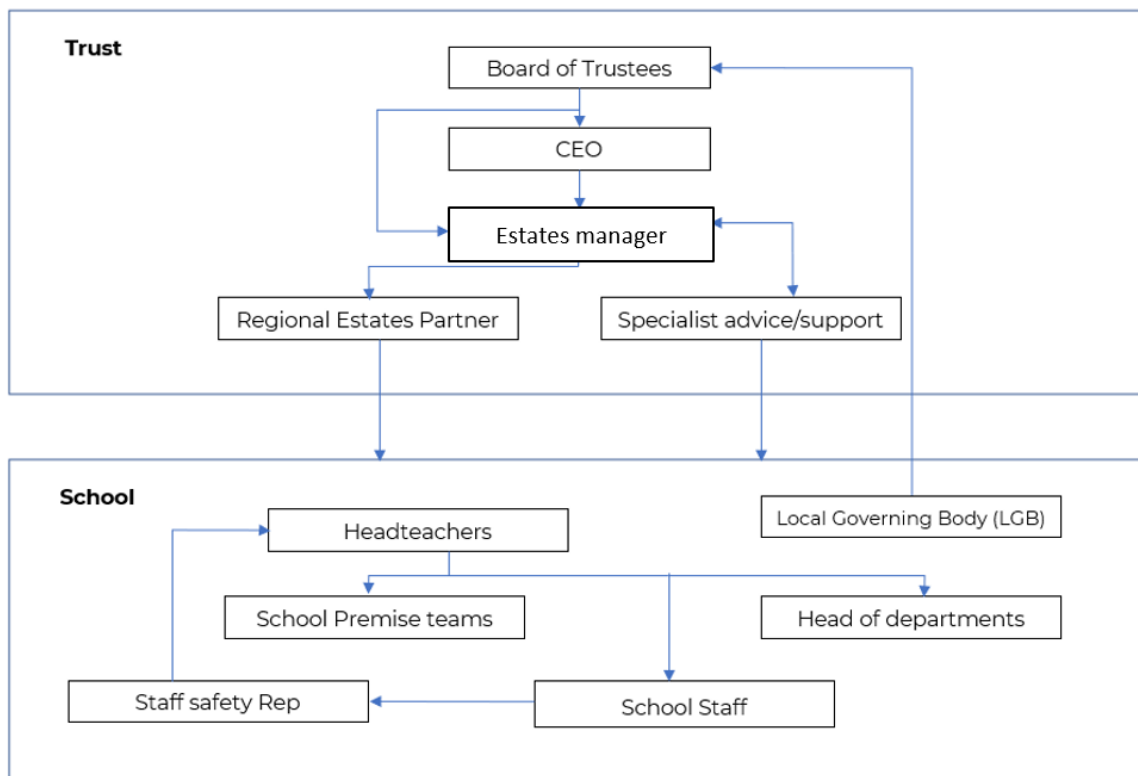 Trust
Board of Trustees
CEO
Estates manager
Regional Estates Partner
Specialist advice/support
School
Local Governing Body (LGB)
Headteachers
School Premise teams
Head of departments
Staff safety Rep
School Staff